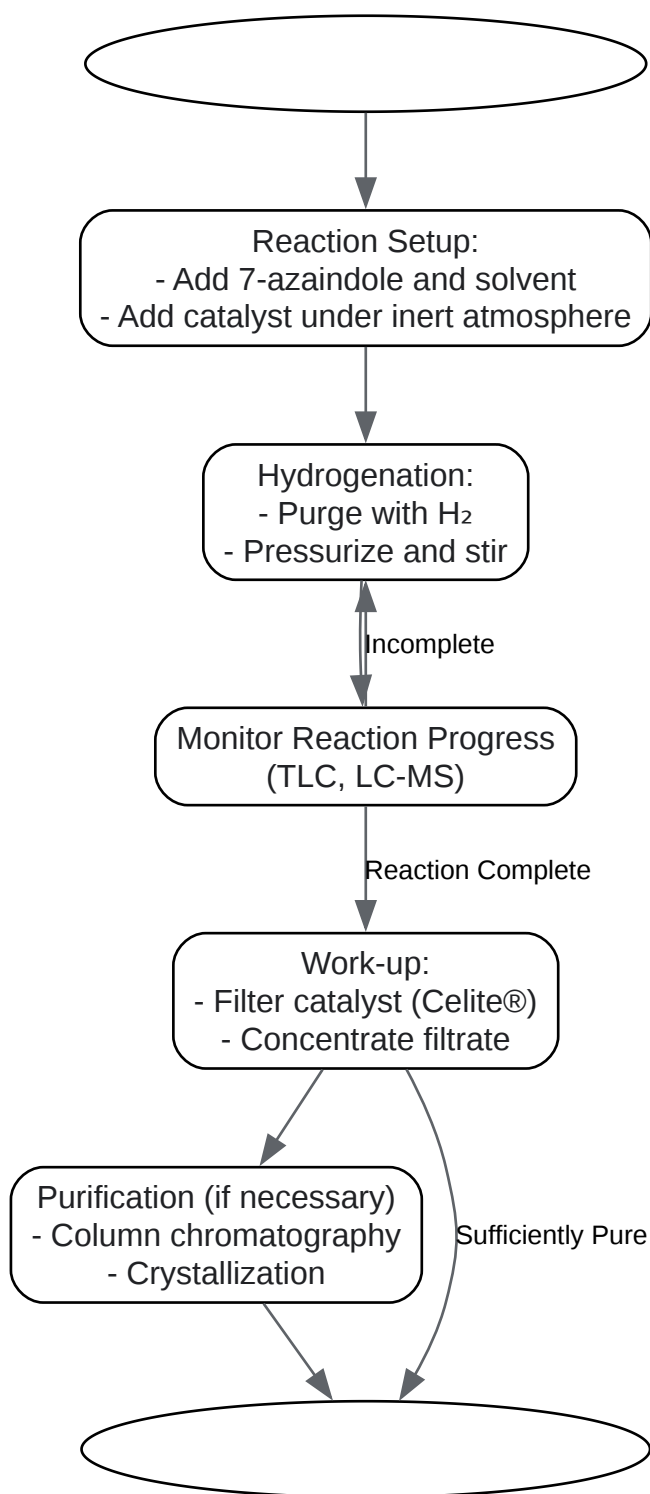 Reaction Setup:
- Add 7-azaindole and solvent
- Add catalyst under inert atmosphere
Hydrogenation:
- Purge with H₂
- Pressurize and stir
Incomplete
Monitor Reaction Progress
(TLC, LC-MS)
Reaction Complete
Work-up:
- Filter catalyst (Celite®)
- Concentrate filtrate
Purification (if necessary)
- Column chromatography
- Crystallization
Sufficiently Pure